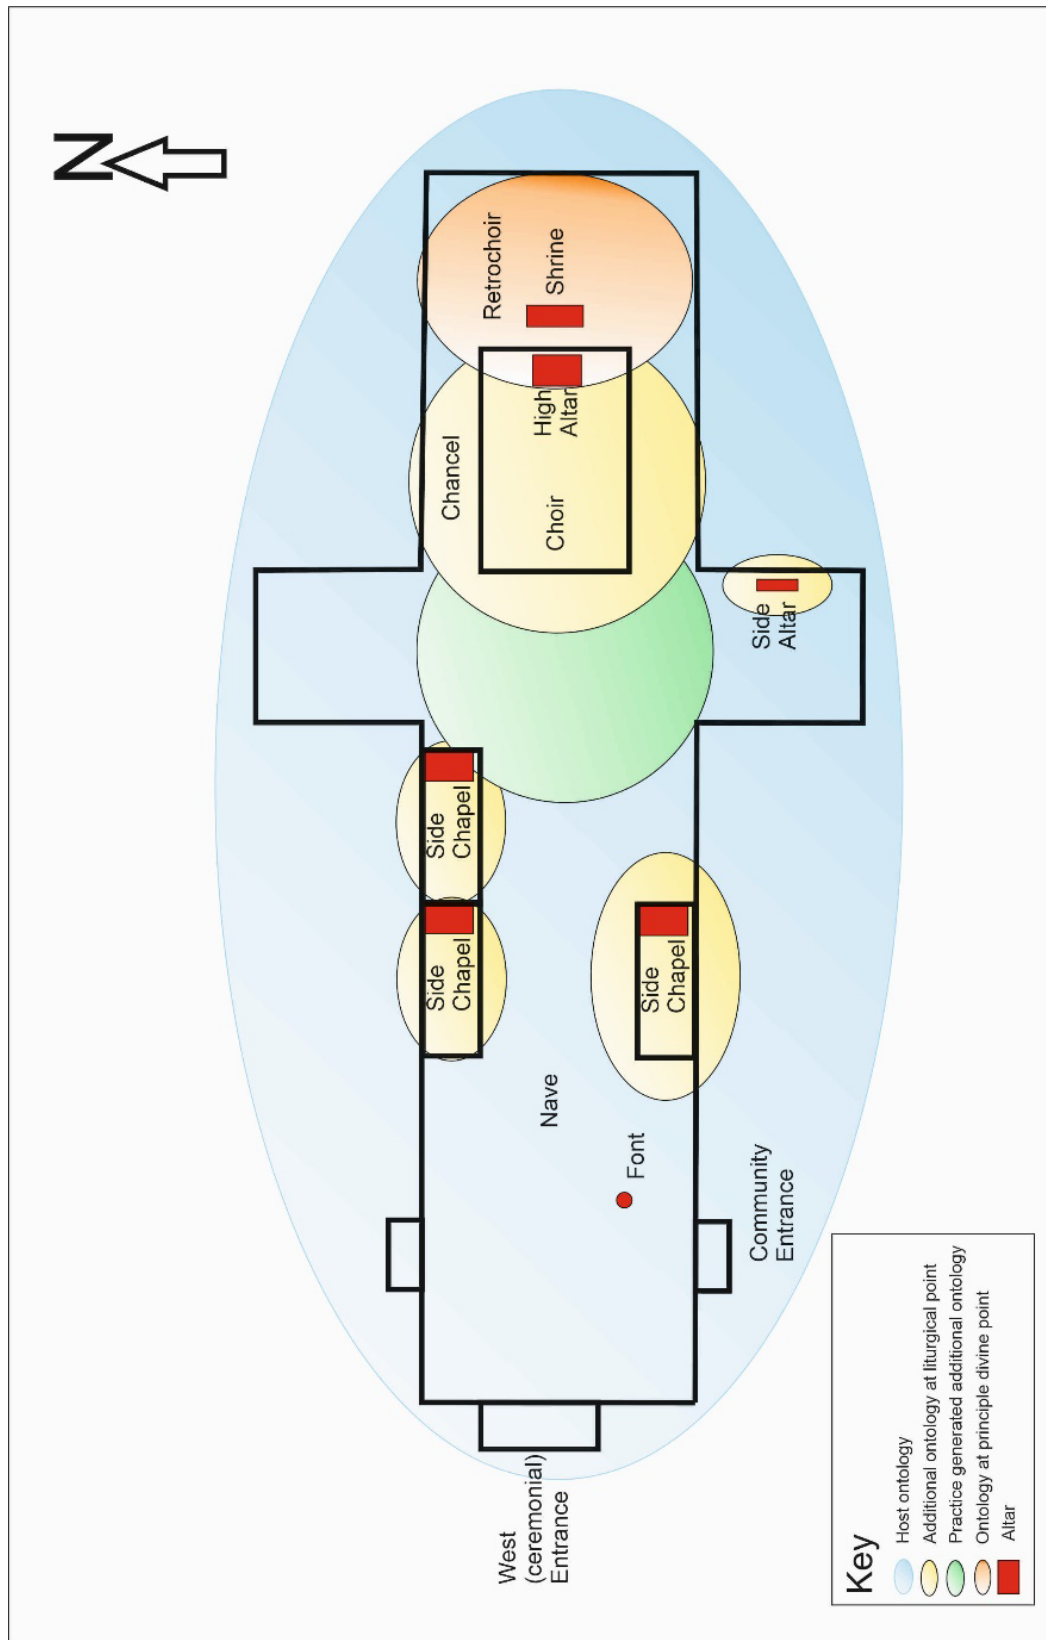 N
Retrochoir
Shrine
High
Altar
Chancel
Choir
Side
Altar
Side
Chapel
Side
Chapel
Side
Chapel
Nave
Font
Community
Entrance
West
(ceremonial)
Entrance
Key
Host ontology
Additional ontology at liturgical point
Practice generated additional ontology
Ontology at principle divine point
Altar